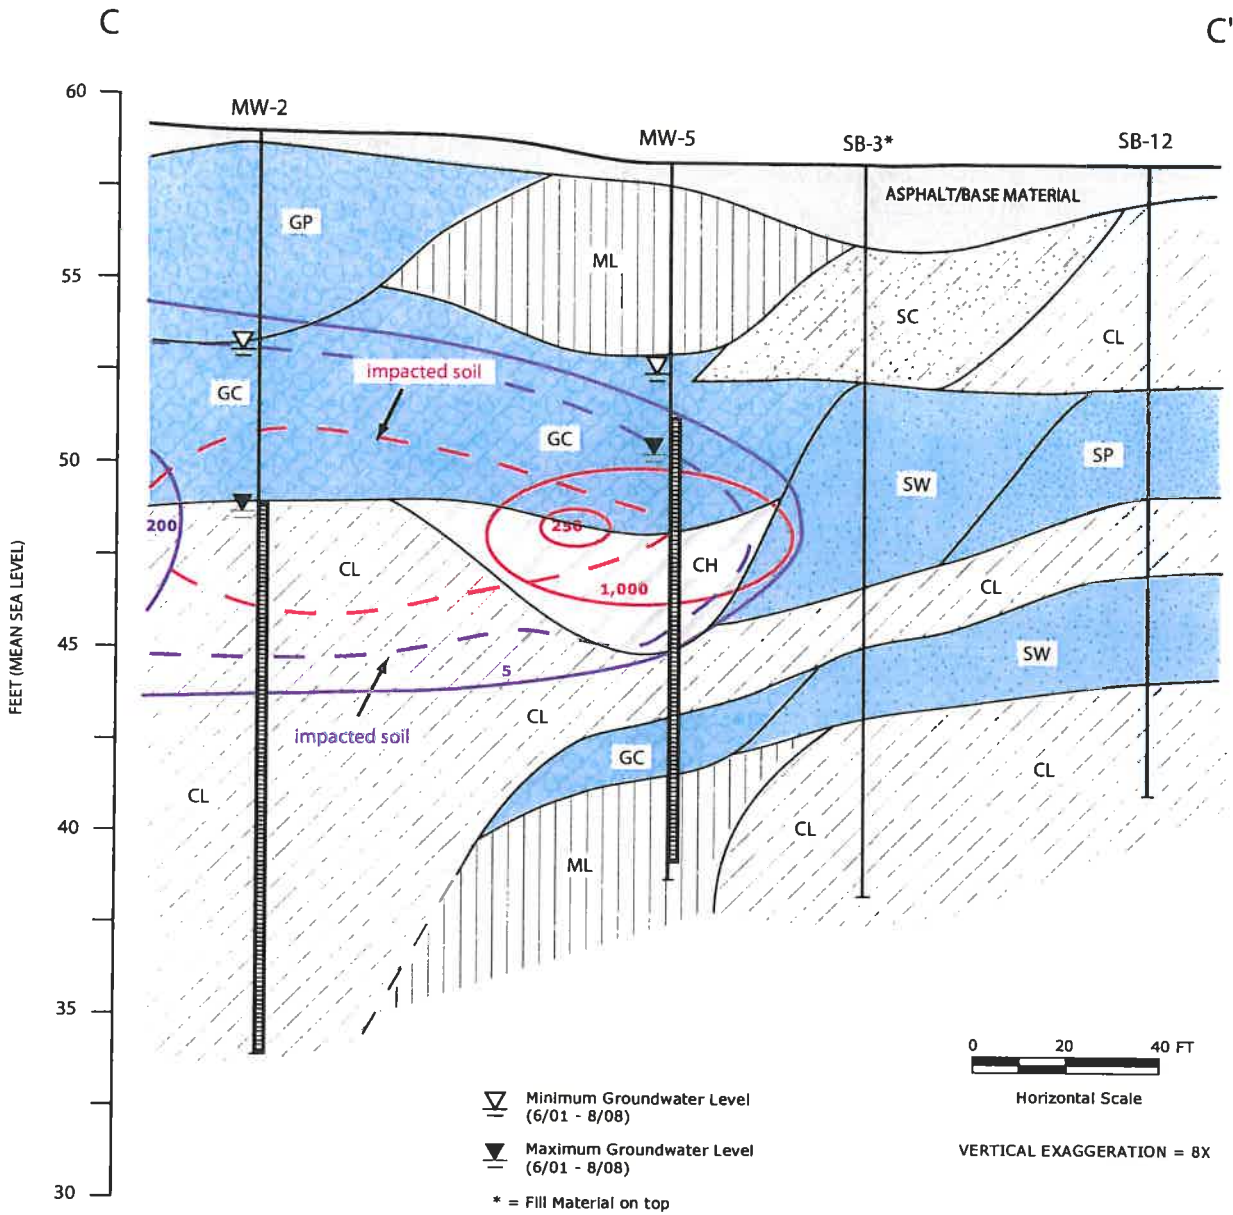 C
C'
60
MW-2
MW-5
SB-3*
SB-12
ASPHALT/BASE MATERIAL
GP
ML
55
SC
CL
impacted soil
GC
GC
50
SP
SW
200
250
CL
CH
1,000
CL
45
SW
5
CL
impacted soil
GC
CL
CL
40
CL
ML
FEET (MEAN SEA LEVEL)
35
0 20 40 FT
Horizontal Scale
Minimum Groundwater Level
(6/01 - 8/08)
Maximum Groundwater Level
(6/01 - 8/08)
VERTICAL EXAGGERATION = 8X
30
* = Fill Material on top